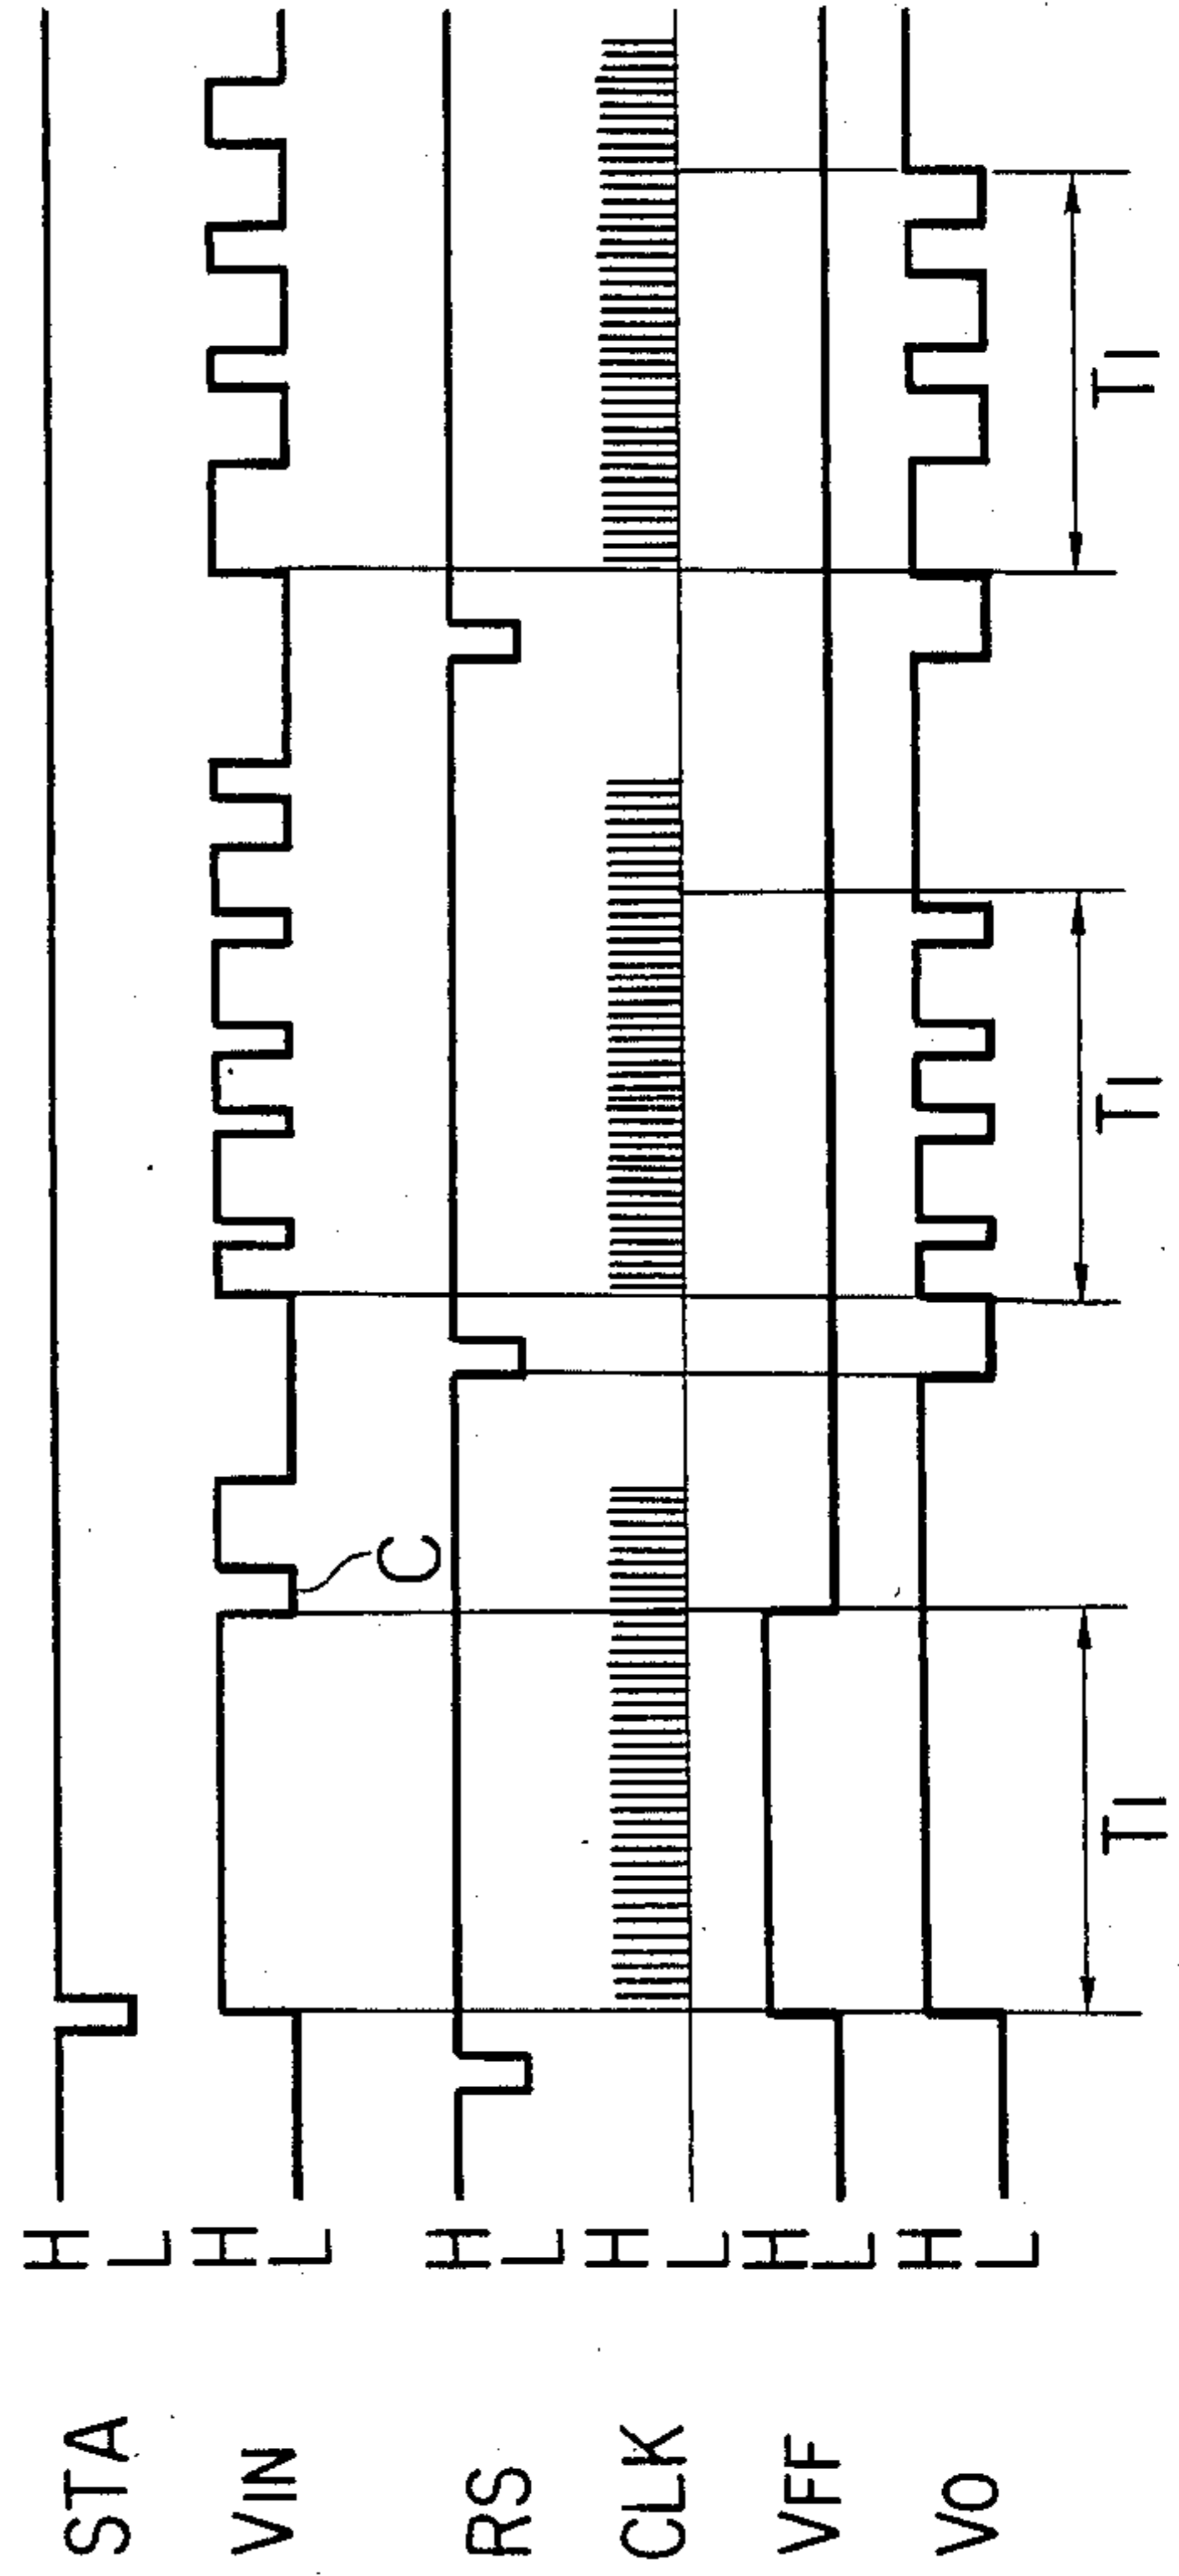 STA H
L
VIN H
L
C
RS H
L
CLK H
L
VFF H
L
VO H
L
T1 T1 T1